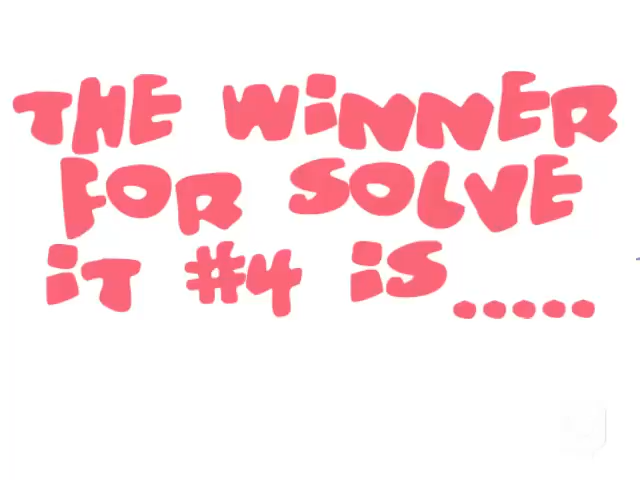 THE WiNNER
FOR SOLVE
iT #4 iS.....